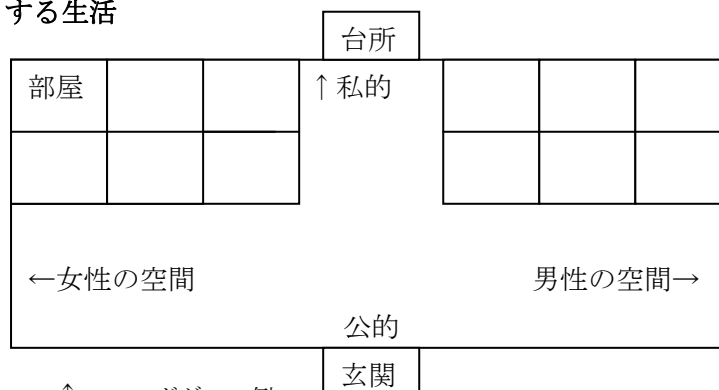 する生活
台所
部屋
↑私的
←女性の空間 男性の空間→
公的
玄関